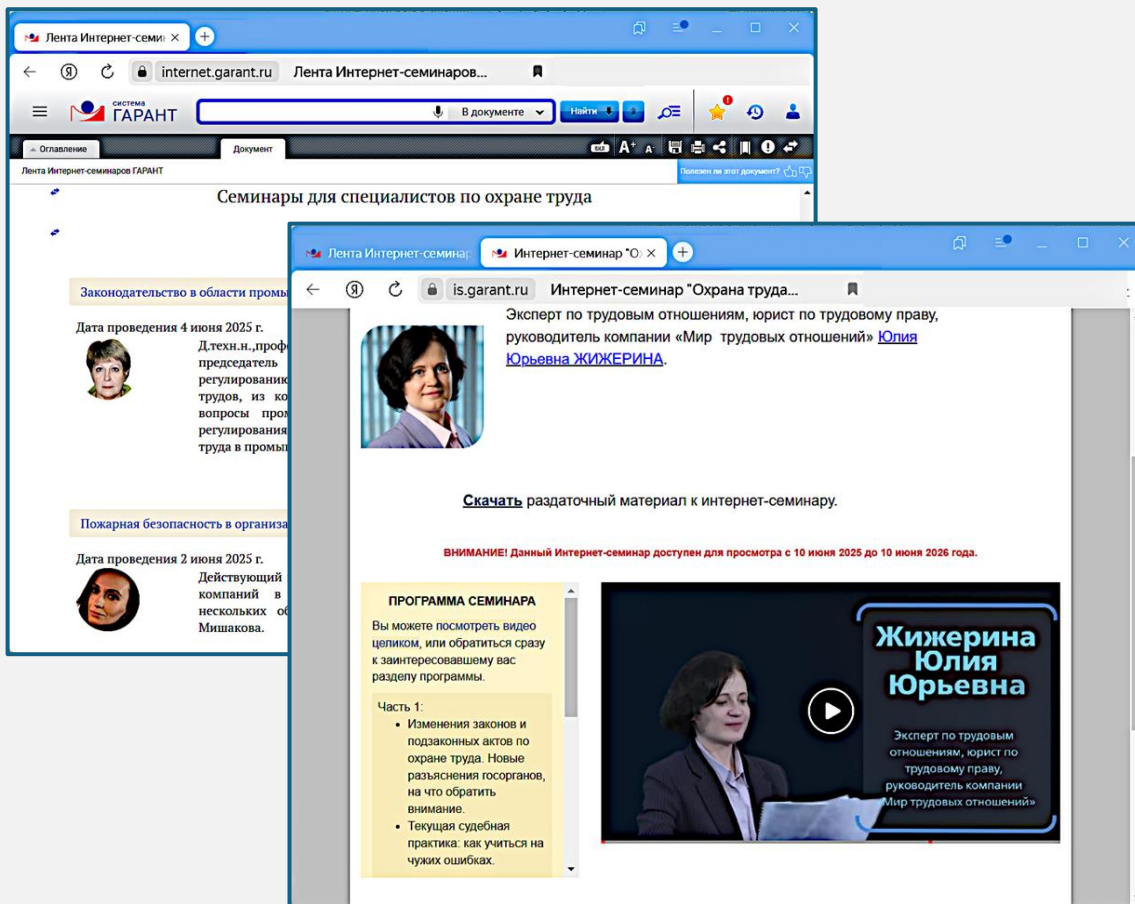 Лента Интернет-семи
internet.garant.ru Лента Интернет-семинаров...
система
ГАРАНТ
В документе
Найти
Оглавление
Документ
A+ A-
Лента Интернет-семинаров ГАРАНТ
Полезен ли этот документ?
Семинары для специалистов по охране труда
Законодательство в области промы
Дата проведения 4 июня 2025 г.
Д.техн.н.,проф
председатель
регулированию
трудов, из ко
вопросы пром
регулирования
труда в промы
Пожарная безопасность в организа
Дата проведения 2 июня 2025 г.
Действующий
компаний в
нескольких об
Мишакова.
Лента Интернет-семинар
Интернет-семинар "О
is.garant.ru Интернет-семинар "Охрана труда...
Эксперт по трудовым отношениям, юрист по трудовому праву,
руководитель компании «Мир трудовых отношений» Юлия
Юрьевна ЖИЖЕРИНА.
Скачать раздаточный материал к интернет-семинару.
ВНИМАНИЕ! Данный Интернет-семинар доступен для просмотра с 10 июня 2025 до 10 июня 2026 года.
ПРОГРАММА СЕМИНАРА
Вы можете посмотреть видео
целиком, или обратиться сразу
к заинтересовавшему вас
разделу программы.
Часть 1:
• Изменения законов и
подзаконных актов по
охране труда. Новые
разъяснения госорганов,
на что обратить
внимание.
• Текущая судебная
практика: как учиться на
чужих ошибках.
Жижерина
Юлия
Юрьевна
Эксперт по трудовым
отношениям, юрист по
трудовому праву,
руководитель компании
«Мир трудовых отношений»